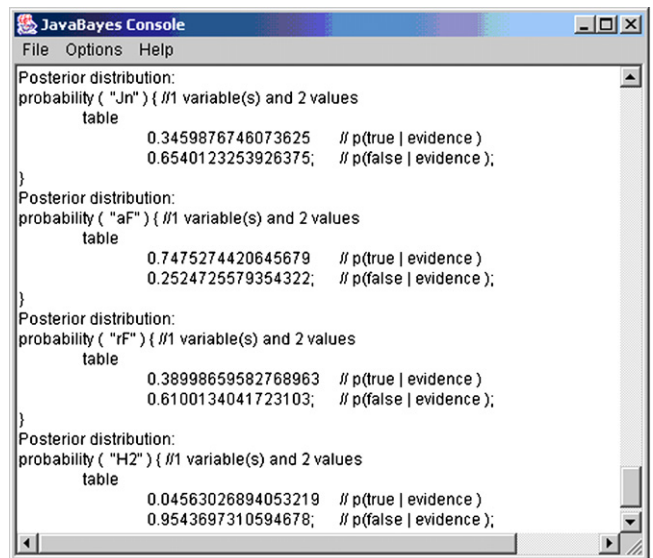 JavaBayes Console
File Options Help
Posterior distribution:
probability ( "Jn" ) { //1 variable(s) and 2 values
table
0.3459876746073625 // p(true | evidence )
0.6540123253926375; // p(false | evidence );
}
Posterior distribution:
probability ( "aF" ) { //1 variable(s) and 2 values
table
0.7475274420645679 // p(true | evidence )
0.2524725579354322; // p(false | evidence );
}
Posterior distribution:
probability ( "rF" ) { //1 variable(s) and 2 values
table
0.38998659582768963 // p(true | evidence )
0.6100134041723103; // p(false | evidence );
}
Posterior distribution:
probability ( "H2" ) { //1 variable(s) and 2 values
table
0.04563026894053219 // p(true | evidence )
0.9543697310594678; // p(false | evidence );